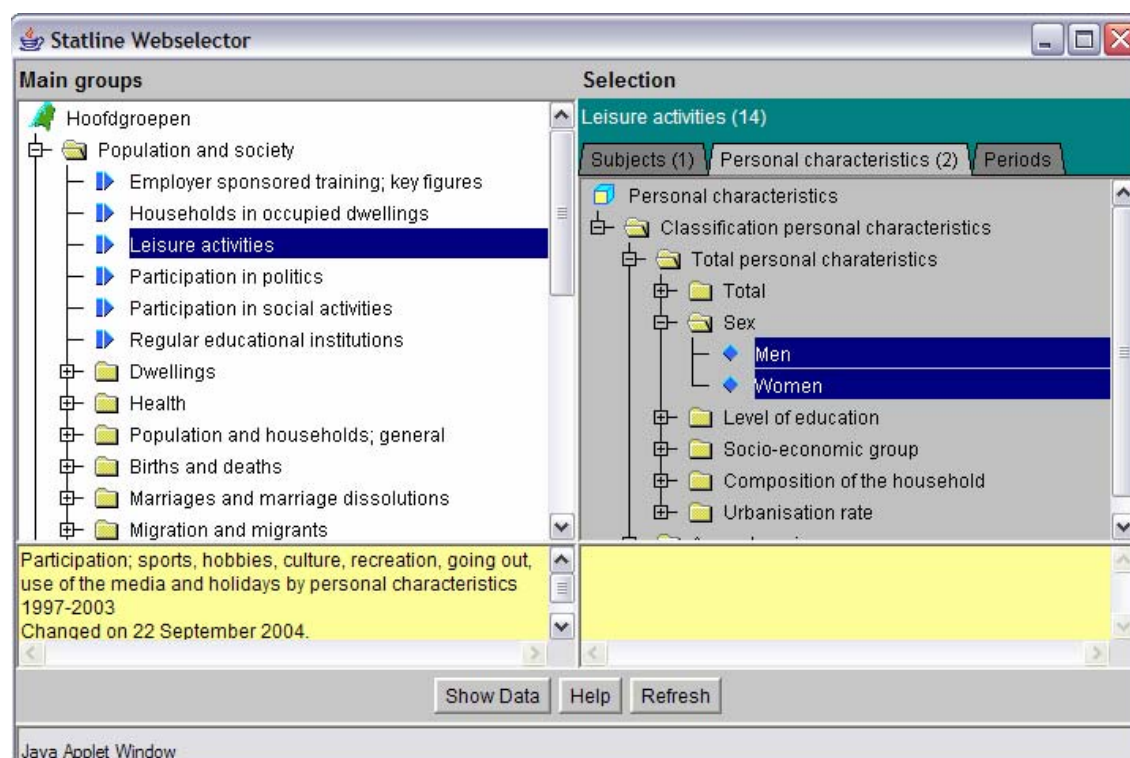 Statline Webselector
Main groups
Hoofdgroepen
Population and society
Employer sponsored training; key figures
Households in occupied dwellings
Leisure activities
Participation in politics
Participation in social activities
Regular educational institutions
Dwellings
Health
Population and households; general
Births and deaths
Marriages and marriage dissolutions
Migration and migrants
Participation; sports, hobbies, culture, recreation, going out,
use of the media and holidays by personal characteristics
1997-2003
Changed on 22 September 2004.
Selection
Leisure activities (14)
Subjects (1) Personal characteristics (2) Periods
Personal characteristics
Classification personal characteristics
Total personal charateristics
Total
Sex
Men
Women
Level of education
Socio-economic group
Composition of the household
Urbanisation rate
Show Data Help Refresh
Java Applet Window